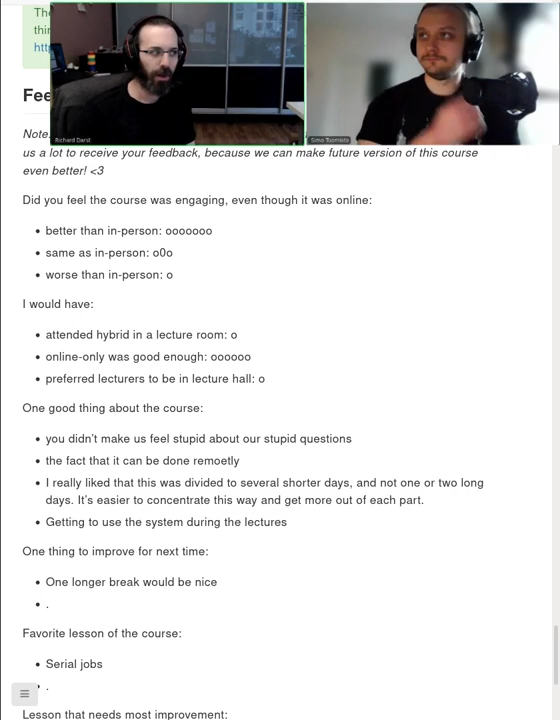 The
thin
http
Richard Darst
Simo Tuomisto
Fee
Note.
us a lot to receive your feedback, because we can make future version of this course
even better! <3
Did you feel the course was engaging, even though it was online:
• better than in-person: ooooooo
• same as in-person: o0o
• worse than in-person: o
I would have:
• attended hybrid in a lecture room: o
• online-only was good enough: oooooo
• preferred lecturers to be in lecture hall: o
One good thing about the course:
• you didn't make us feel stupid about our stupid questions
• the fact that it can be done remoetly
• I really liked that this was divided to several shorter days, and not one or two long
days. It's easier to concentrate this way and get more out of each part.
• Getting to use the system during the lectures
One thing to improve for next time:
• One longer break would be nice
• .
Favorite lesson of the course:
• Serial jobs
• .
Lesson that needs most improvement: